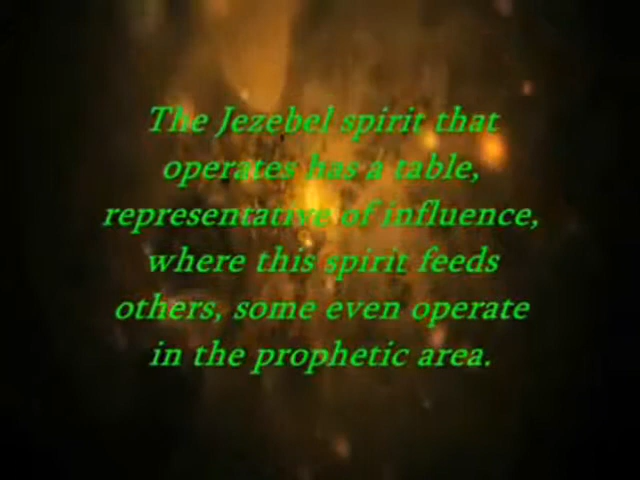 The Jezebel spirit that
operates has a table,
representative of influence,
where this spirit feeds
others, some even operate
in the prophetic area.